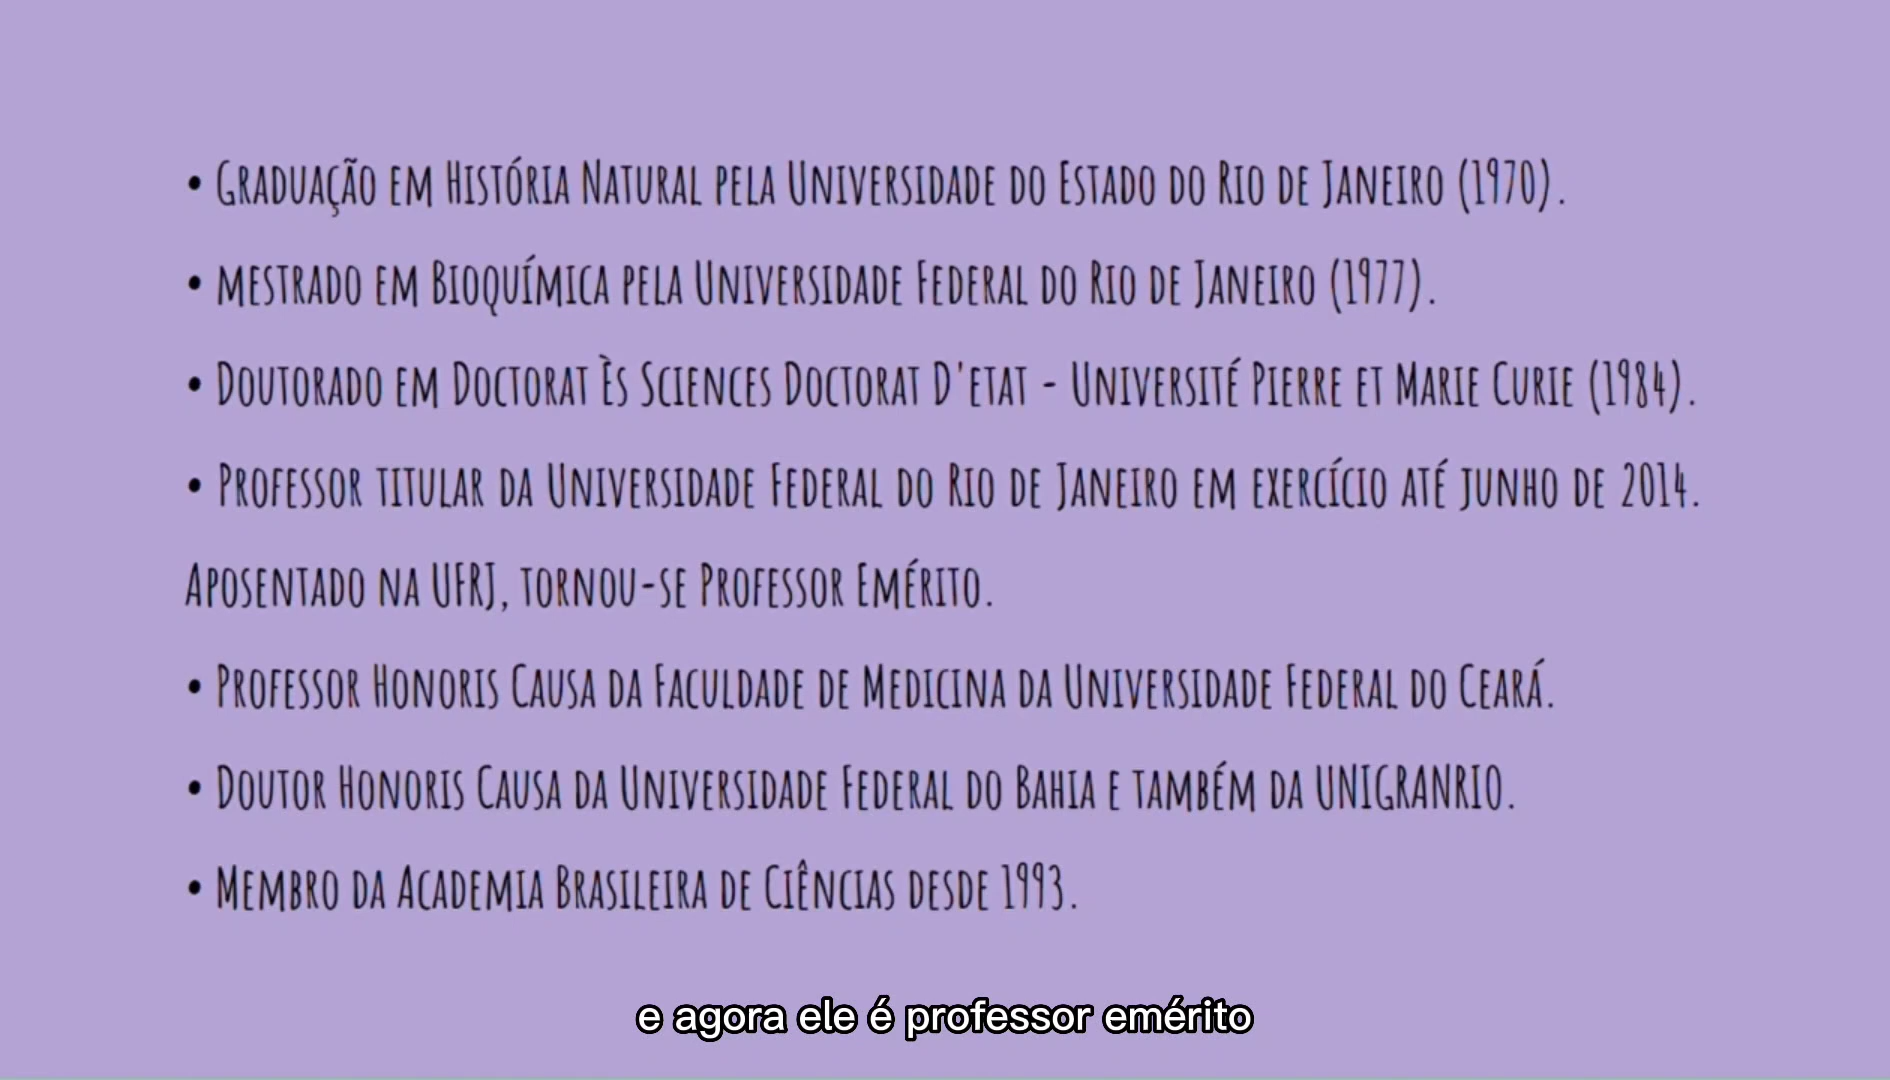 • Graduação em História Natural pela Universidade do Estado do Rio de Janeiro (1970).
• mestrado em Bioquímica pela Universidade Federal do Rio de Janeiro (1977).
• Doutorado em Doctorat Ès Sciences Doctorat D'etat - Université Pierre et Marie Curie (1984).
• Professor titular da Universidade Federal do Rio de Janeiro em exercício até junho de 2014.
Aposentado na UFRJ, tornou-se Professor Emérito.
• Professor Honoris Causa da Faculdade de Medicina da Universidade Federal do Ceará.
• Doutor Honoris Causa da Universidade Federal do Bahia e também da UNIGRANRIO.
• Membro da Academia Brasileira de Ciências desde 1993.
e agora ele é professor emérito